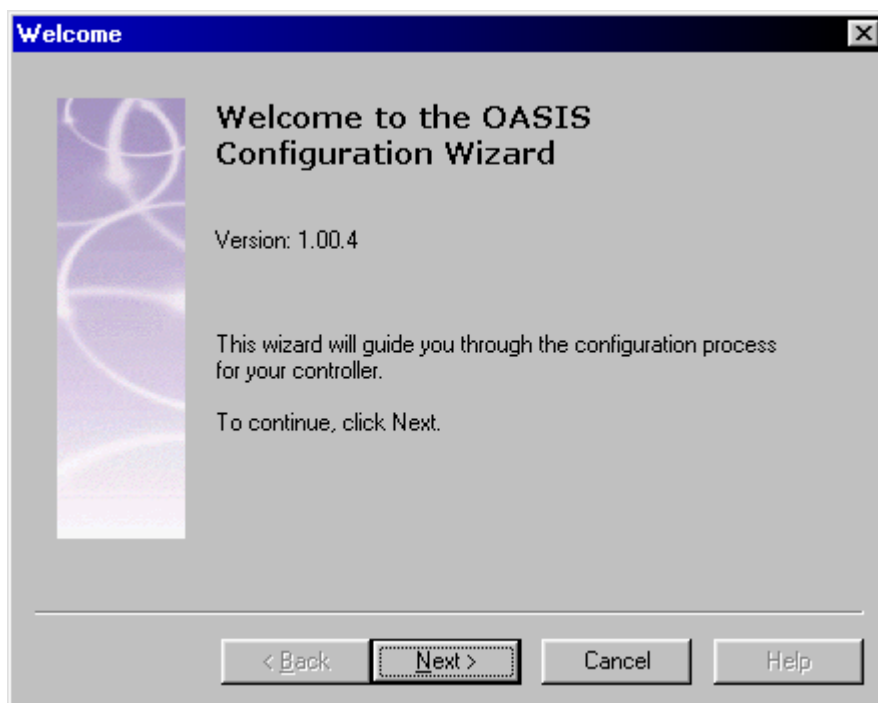 Welcome
Welcome to the OASIS
Configuration Wizard
Version: 1.00.4
This wizard will guide you through the configuration process
for your controller.
To continue, click Next.
< Back
Next >
Cancel
Help